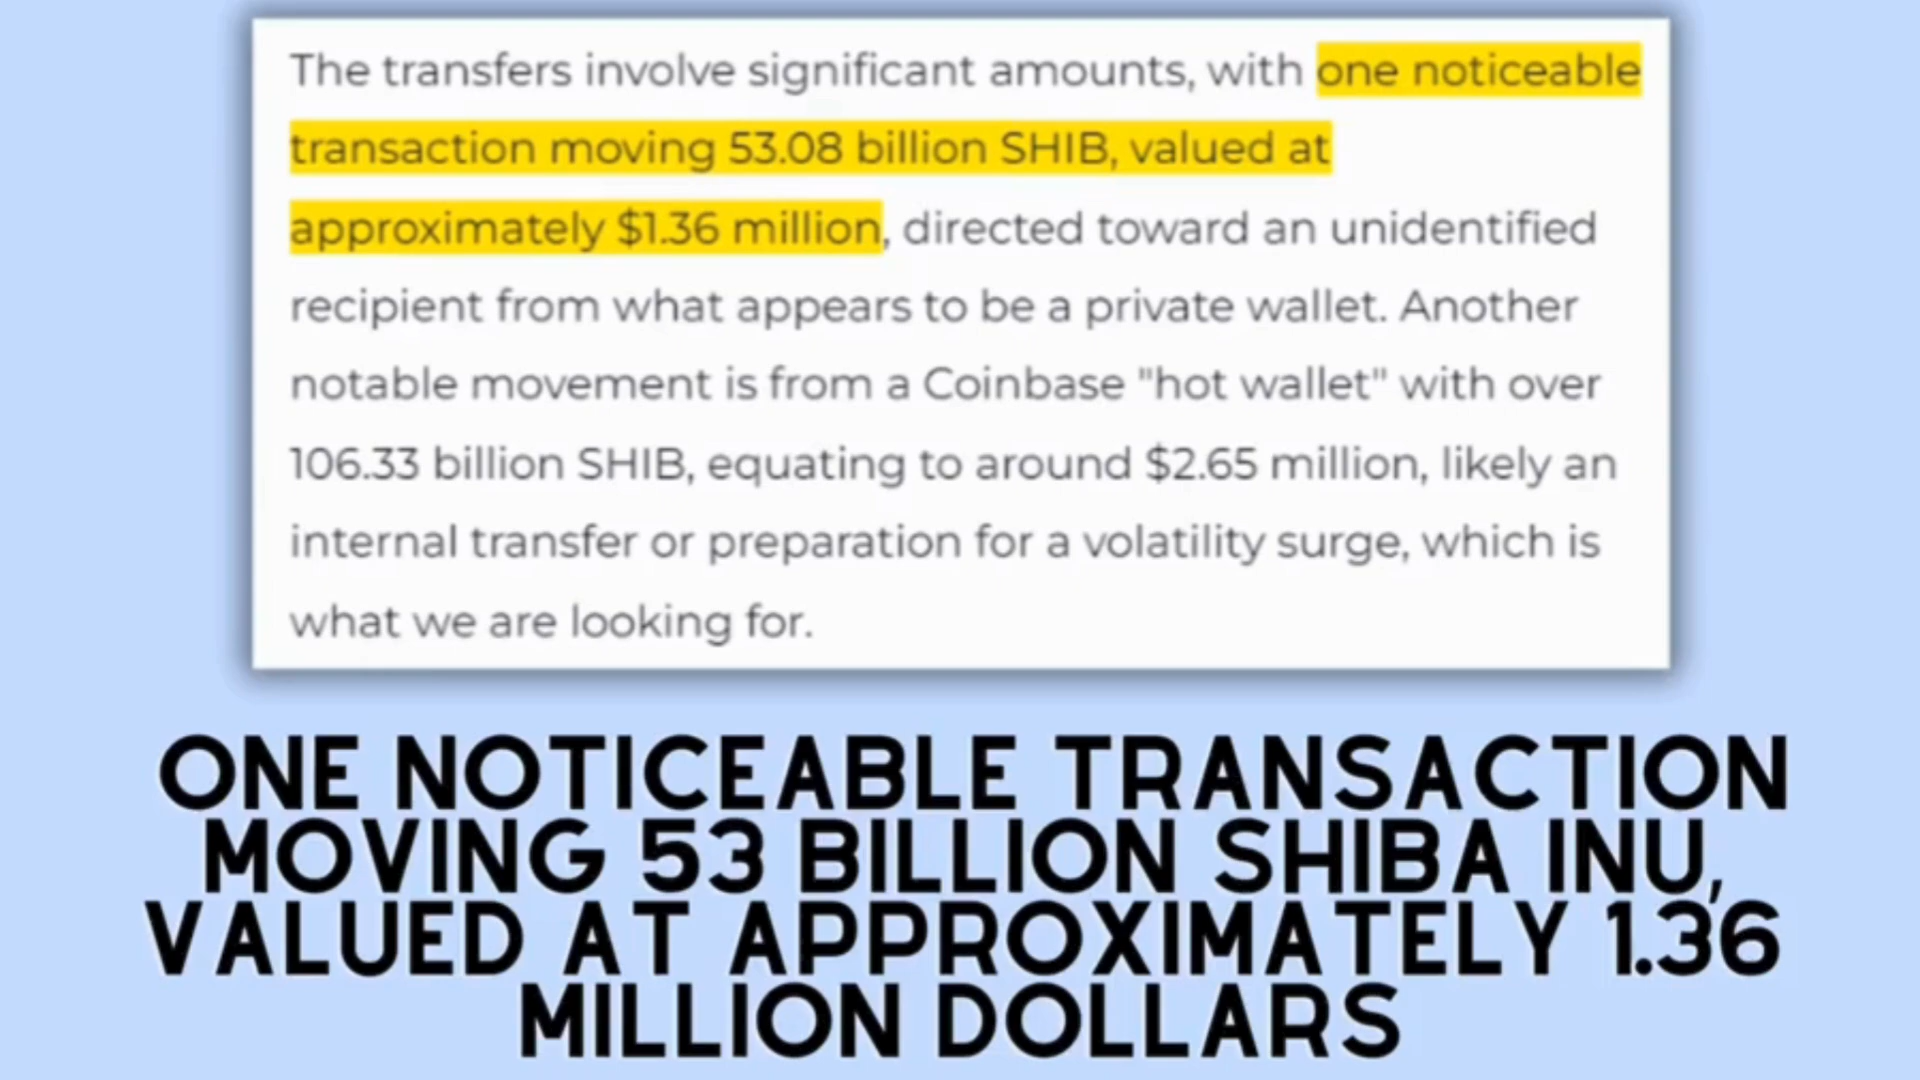 The transfers involve significant amounts, with one noticeable
transaction moving 53.08 billion SHIB, valued at
approximately $1.36 million, directed toward an unidentified
recipient from what appears to be a private wallet. Another
notable movement is from a Coinbase "hot wallet" with over
106.33 billion SHIB, equating to around $2.65 million, likely an
internal transfer or preparation for a volatility surge, which is
what we are looking for.
ONE NOTICEABLE TRANSACTION
MOVING 53 BILLION SHIBA INU,
VALUED AT APPROXIMATELY 1.36
MILLION DOLLARS